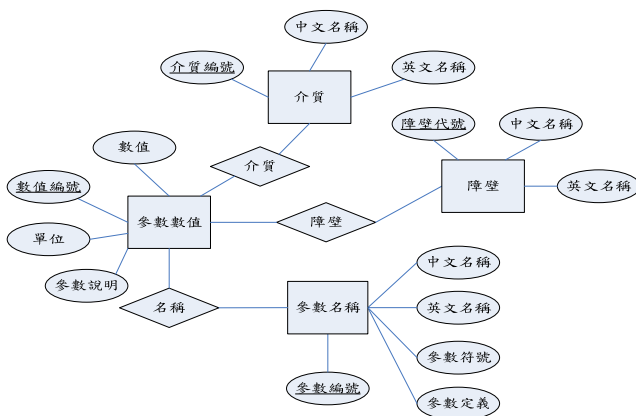 中文名稱
介質編號
英文名稱
介質
障壁代號
中文名稱
數值
介質
數值編號
障壁
英文名稱
參數數值
障壁
單位
中文名稱
參數說明
名稱
參數名稱
英文名稱
參數符號
參數編號
參數定義